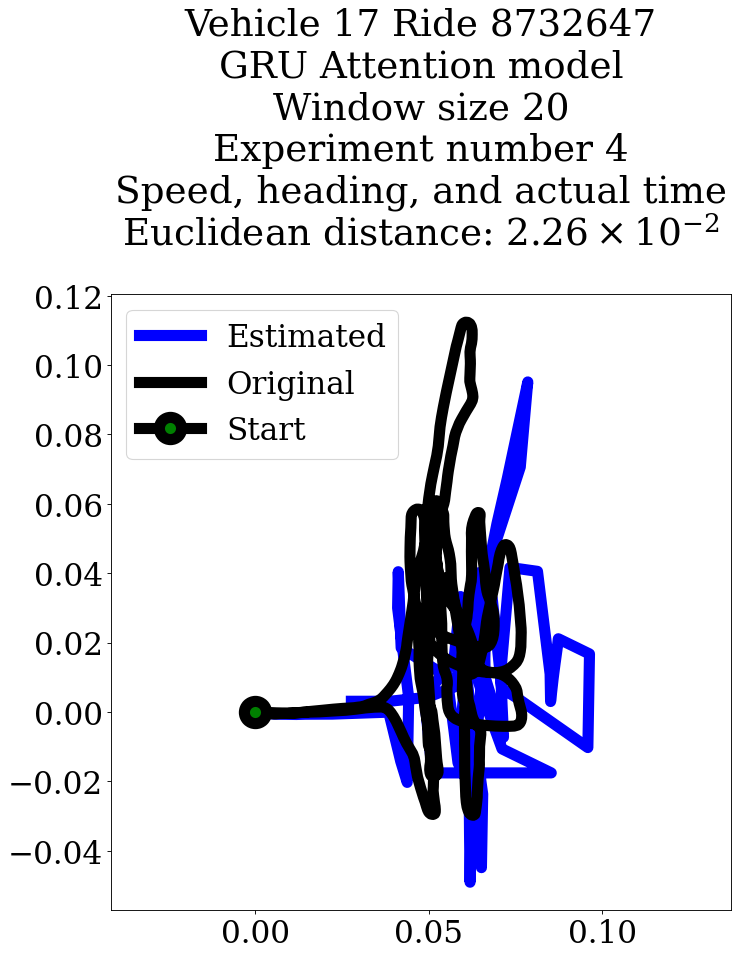 Vehicle 17 Ride 8732647
GRU Attention model
Window size 20
Experiment number 4
Speed, heading, and actual time
Euclidean distance: 2.26 × 10⁻²
0.12
0.10
0.08
0.06
0.04
0.02
0.00
−0.02
−0.04
Estimated
Original
Start
0.00 0.05 0.10